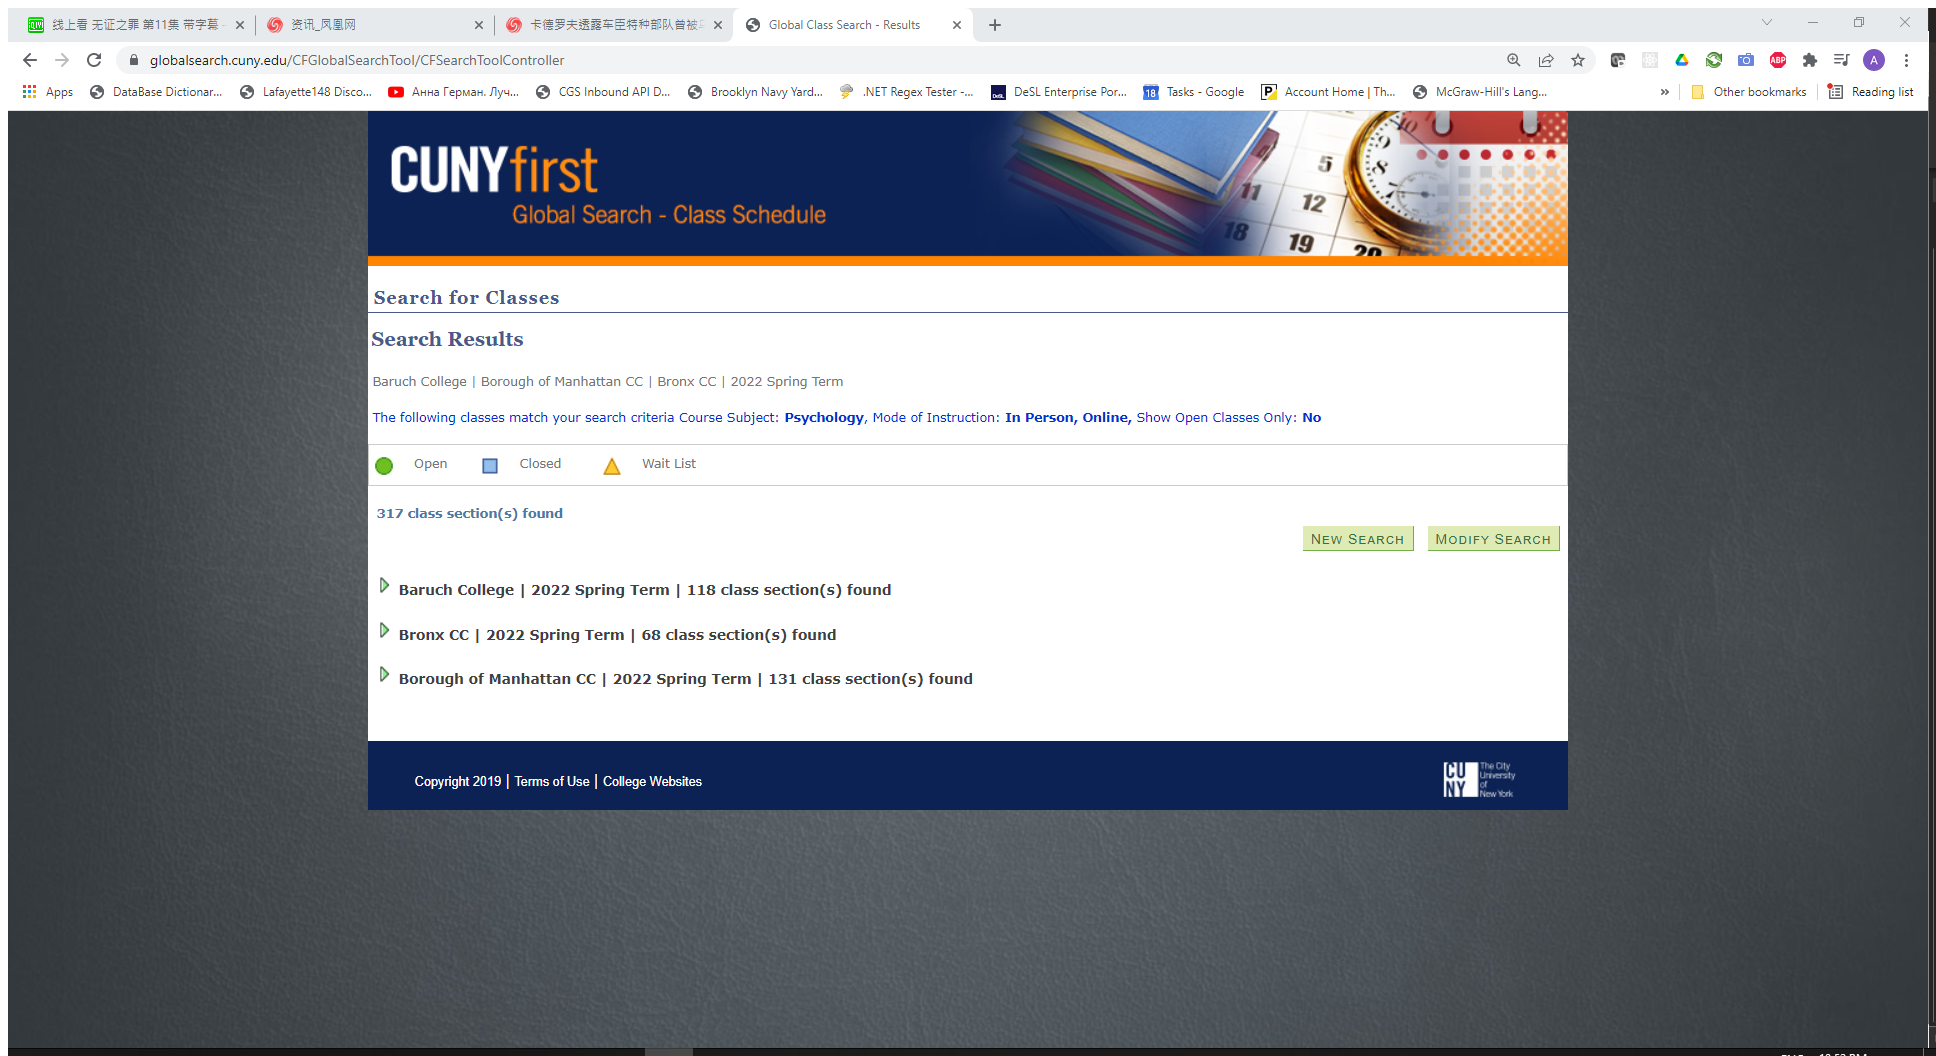 线上看 无证之罪 第11集 带字幕 -
资讯_凤凰网
卡德罗夫透露车臣特种部队曾被
Global Class Search - Results
globalsearch.cuny.edu/CFGlobalSearchTool/CFSearchToolController
ABP
A
Apps
DataBase Dictionar...
Lafayette148 Disco...
Анна Герман. Луч...
CGS Inbound API D...
Brooklyn Navy Yard...
.NET Regex Tester -...
DeSL Enterprise Por...
18
Tasks - Google
Account Home | Th...
McGraw-Hill's Lang...
»
Other bookmarks
Reading list
CUNYfirst
Global Search - Class Schedule
10
9
8
5
11
12
18
19
20
Search for Classes
Search Results
Baruch College | Borough of Manhattan CC | Bronx CC | 2022 Spring Term
The following classes match your search criteria Course Subject: Psychology, Mode of Instruction: In Person, Online, Show Open Classes Only: No
Open Closed Wait List
317 class section(s) found
NEW SEARCH MODIFY SEARCH
Baruch College | 2022 Spring Term | 118 class section(s) found
Bronx CC | 2022 Spring Term | 68 class section(s) found
Borough of Manhattan CC | 2022 Spring Term | 131 class section(s) found
Copyright 2019 | Terms of Use | College Websites
CU
NY
The City
University
of
New York